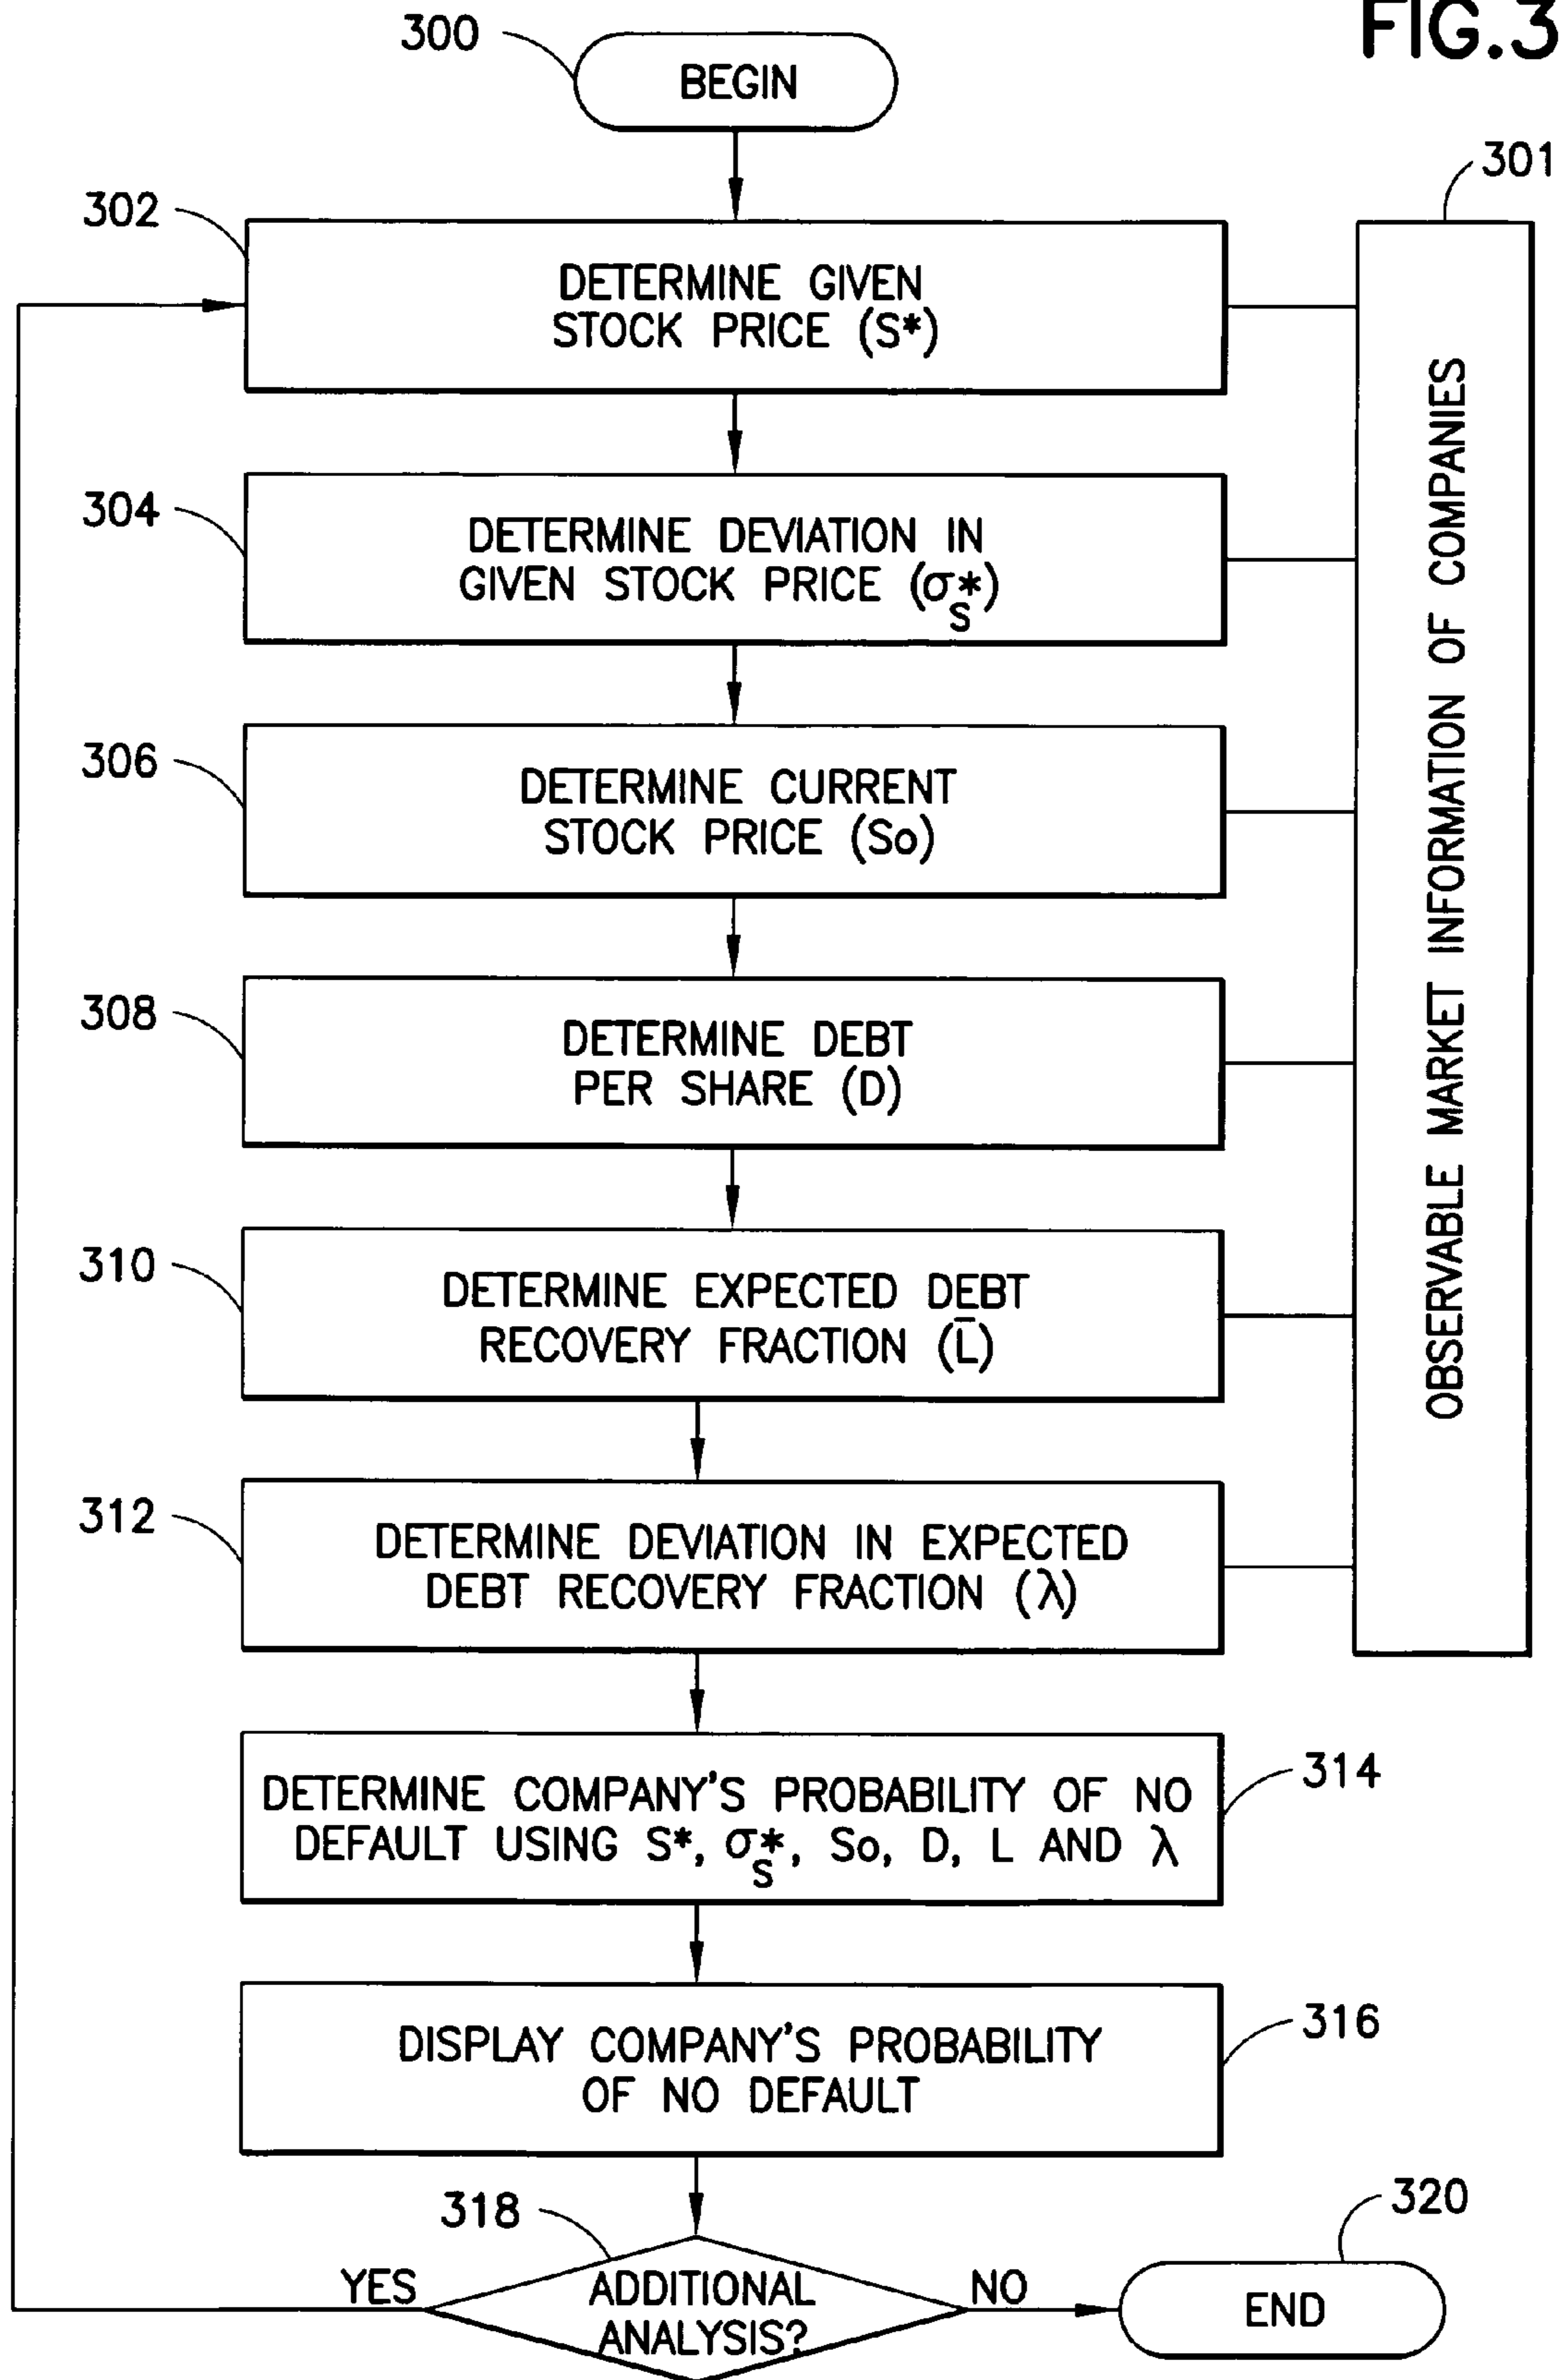 FIG.3
300
BEGIN
301
302
DETERMINE GIVEN
STOCK PRICE (S*)
304
DETERMINE DEVIATION IN
GIVEN STOCK PRICE (σS*)
306
DETERMINE CURRENT
STOCK PRICE (So)
308
DETERMINE DEBT
PER SHARE (D)
310
DETERMINE EXPECTED DEBT
RECOVERY FRACTION (L̄)
312
DETERMINE DEVIATION IN EXPECTED
DEBT RECOVERY FRACTION (λ)
OBSERVABLE MARKET INFORMATION OF COMPANIES
314
DETERMINE COMPANY'S PROBABILITY OF NO
DEFAULT USING S*, σS*, So, D, L AND λ
316
DISPLAY COMPANY'S PROBABILITY
OF NO DEFAULT
318
YES
ADDITIONAL
ANALYSIS?
NO
320
END